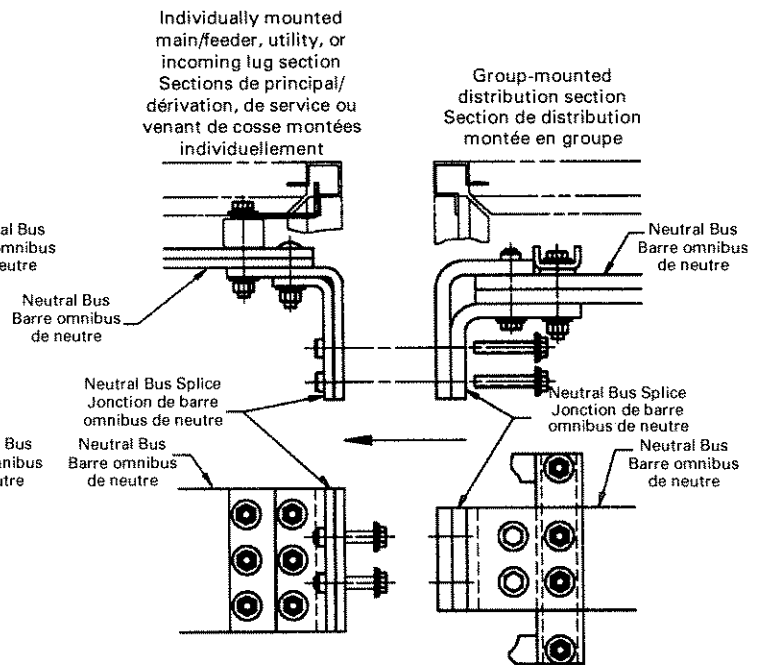 Individually mounted
main/feeder, utility, or
incoming lug section
Sections de principal/
dérivation, de service ou
venant de cosse montées
individuellement
Group-mounted
distribution section
Section de distribution
montée en groupe
Bus
Neutral Bus
Barre omnibus
de neutre
Neutral Bus
Barre omnibus
de neutre
Neutral Bus Splice
Jonction de barre
omnibus de neutre
Neutral Bus Splice
Jonction de barre
omnibus de neutre
Bus
Neutral Bus
Barre omnibus
de neutre
Neutral Bus
Barre omnibus
de neutre